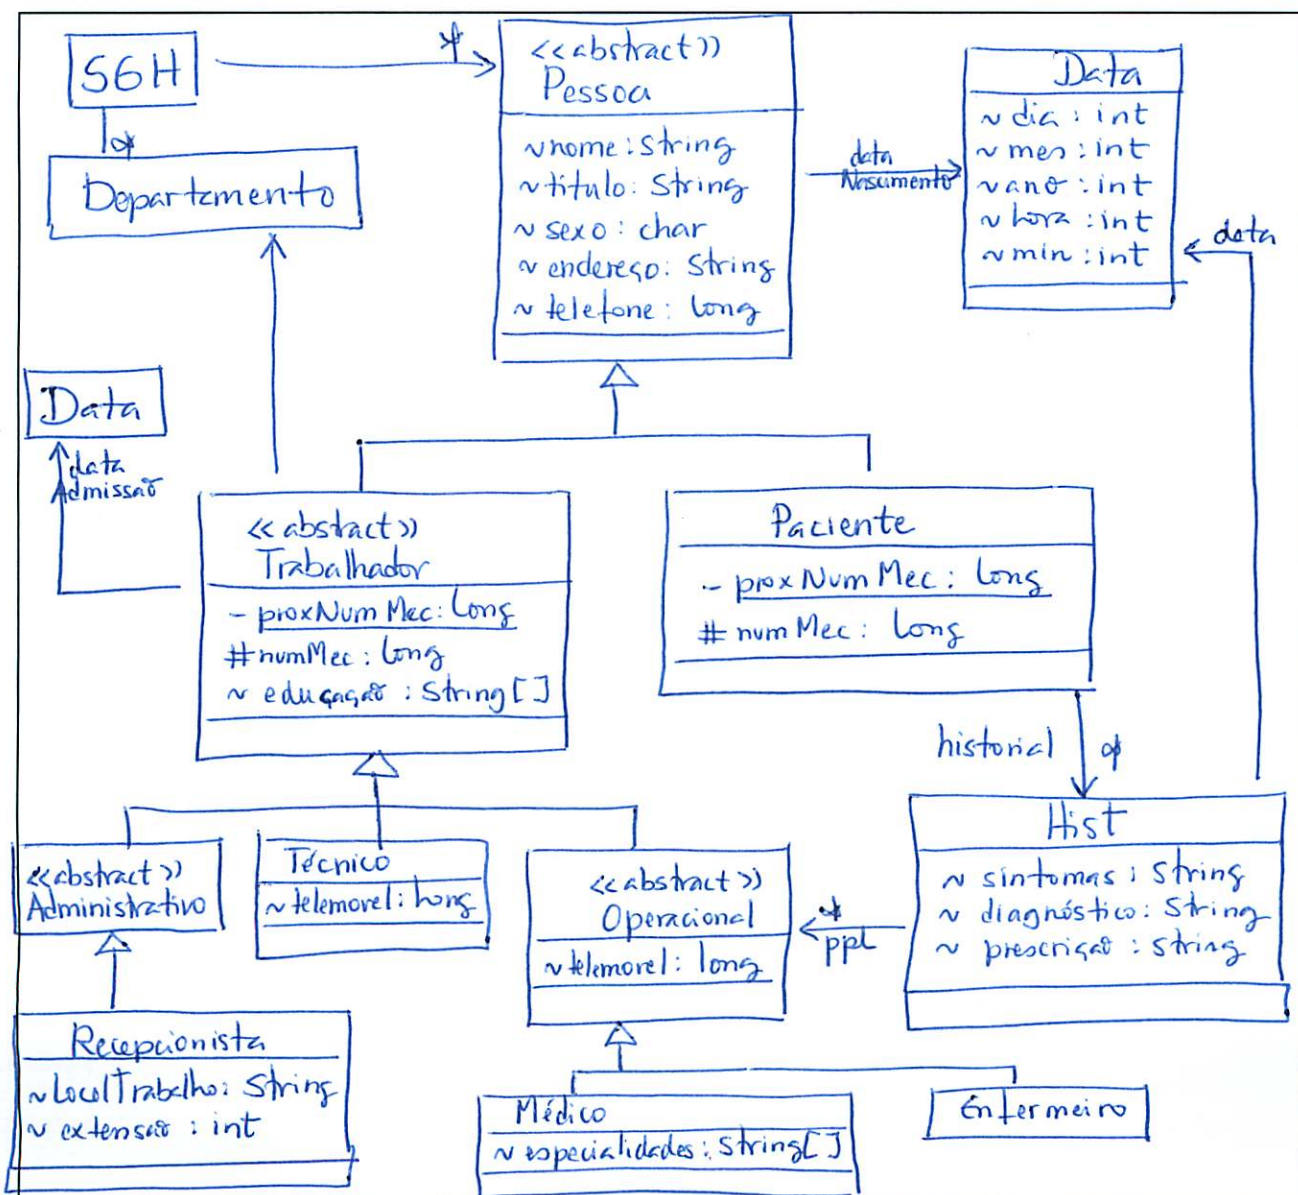 SGH
*
<<abstract>>
Pessoa
~nome: String
~título: String
~ sexo: char
~ endereço: String
~ telefone: long
data
Nascimento
Data
~ dia: int
~ mes: int
~ ano: int
~ hora: int
~ min: int
data
*
Departamento
Data
data
Admissão
<<abstract>>
Trabalhador
- proxNumMec: long
# numMec: long
~ educação: String[]
Paciente
- proxNumMec: long
# numMec: long
historial
*
<<abstract>>
Administrativo
Técnico
~ telemovel: long
<<abstract>>
Operacional
~ telemovel: long
*
ppl
Hist
~ sintomas: String
~ diagnóstico: String
~ prescrição: String
Recepcionista
~ LocalTrabalho: String
~ extensão: int
Médico
~ especialidades: String[]
Enfermeiro